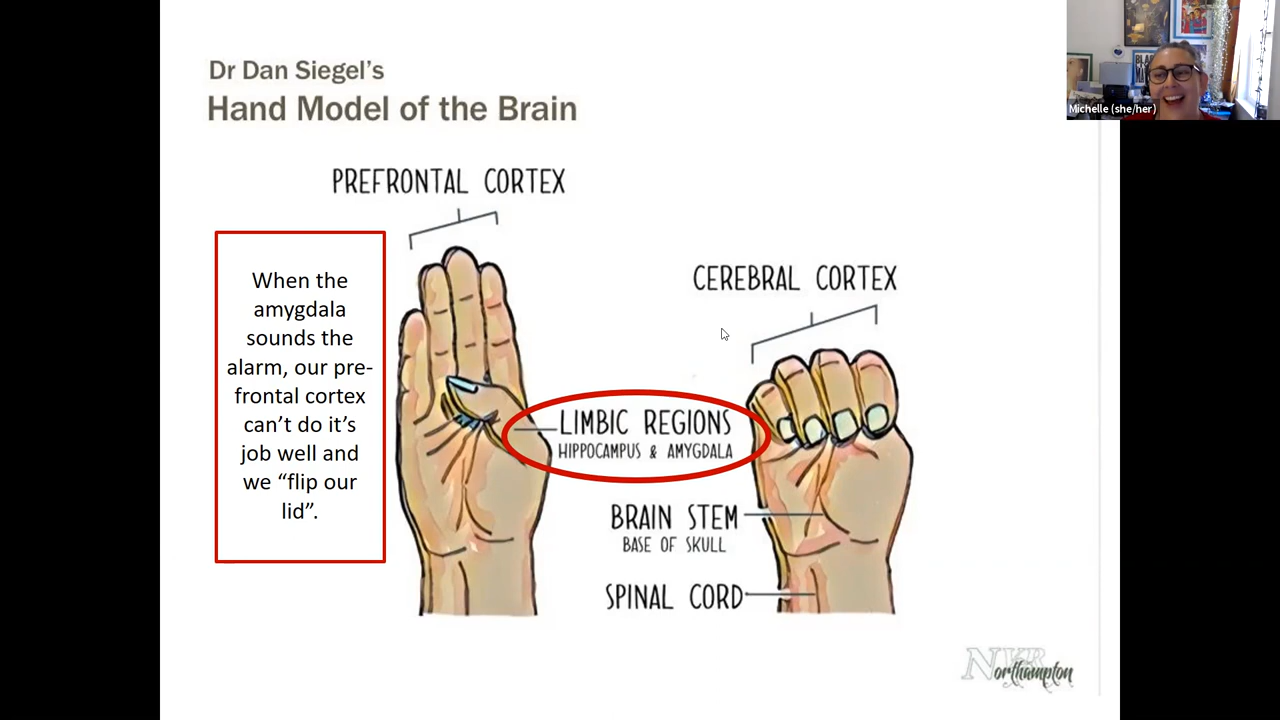 Dr Dan Siegel's
Hand Model of the Brain
Michelle (she/her)
PREFRONTAL CORTEX
When the
amygdala
sounds the
alarm, our pre-
frontal cortex
can't do it's
job well and
we “flip our
lid”.
CEREBRAL CORTEX
LIMBIC REGIONS
HIPPOCAMPUS & AMYGDALA
BRAIN STEM
BASE OF SKULL
SPINAL CORD
Northampton